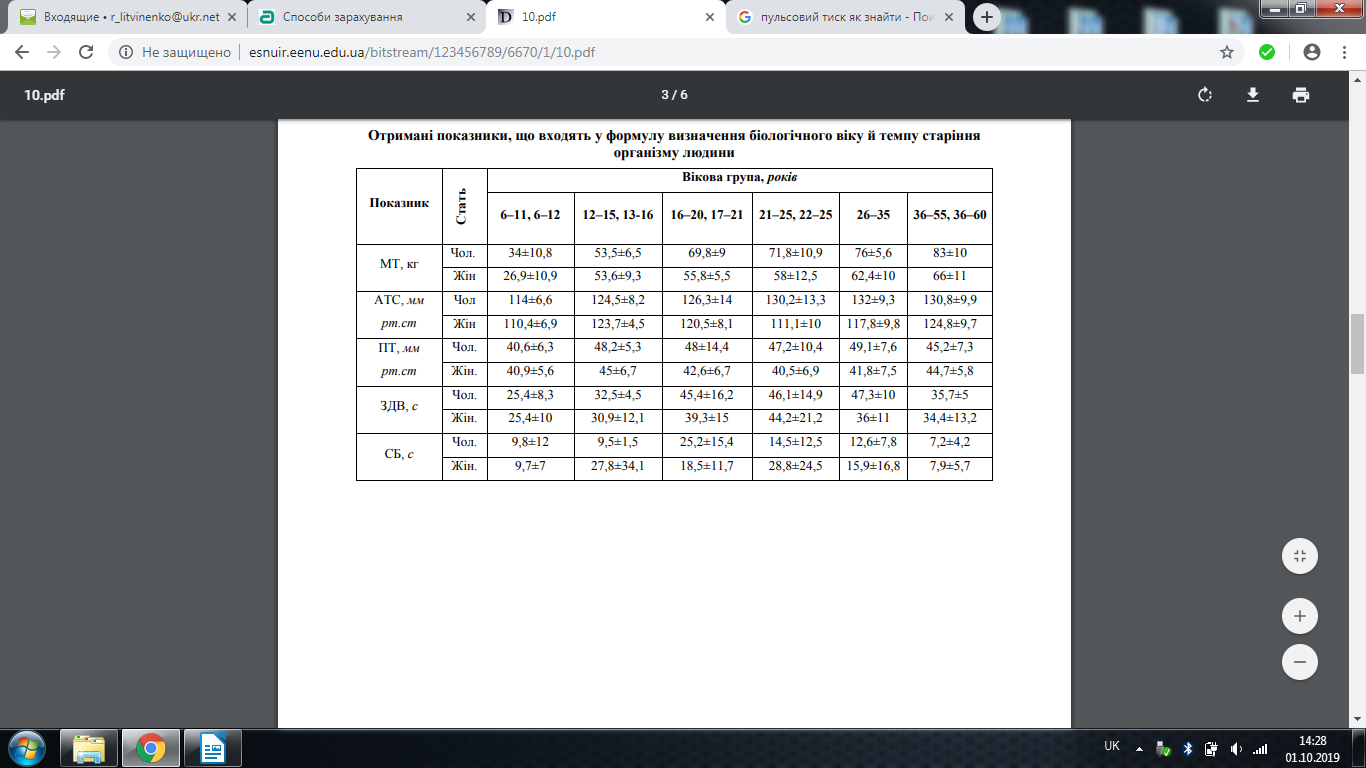 Входящие • r_litvinenko@ukr.net
Способи зарахування
10.pdf
пульсовий тиск як знайти - Пои
Не защищено | esnuir.eenu.edu.ua/bitstream/123456789/6670/1/10.pdf
10.pdf
3 / 6
Отримані показники, що входять у формулу визначення біологічного віку й темпу старіння
організму людини
Показник Стать Вікова група, років
6–11, 6–12 12–15, 13-16 16–20, 17–21 21–25, 22–25 26–35 36–55, 36–60
МТ, кг Чол. 34±10,8 53,5±6,5 69,8±9 71,8±10,9 76±5,6 83±10
Жін 26,9±10,9 53,6±9,3 55,8±5,5 58±12,5 62,4±10 66±11
АТС, мм рт.ст Чол 114±6,6 124,5±8,2 126,3±14 130,2±13,3 132±9,3 130,8±9,9
Жін 110,4±6,9 123,7±4,5 120,5±8,1 111,1±10 117,8±9,8 124,8±9,7
ПТ, мм рт.ст Чол. 40,6±6,3 48,2±5,3 48±14,4 47,2±10,4 49,1±7,6 45,2±7,3
Жін. 40,9±5,6 45±6,7 42,6±6,7 40,5±6,9 41,8±7,5 44,7±5,8
ЗДВ, с Чол. 25,4±8,3 32,5±4,5 45,4±16,2 46,1±14,9 47,3±10 35,7±5
Жін. 25,4±10 30,9±12,1 39,3±15 44,2±21,2 36±11 34,4±13,2
СБ, с Чол. 9,8±12 9,5±1,5 25,2±15,4 14,5±12,5 12,6±7,8 7,2±4,2
Жін. 9,7±7 27,8±34,1 18,5±11,7 28,8±24,5 15,9±16,8 7,9±5,7
UK
14:28
01.10.2019